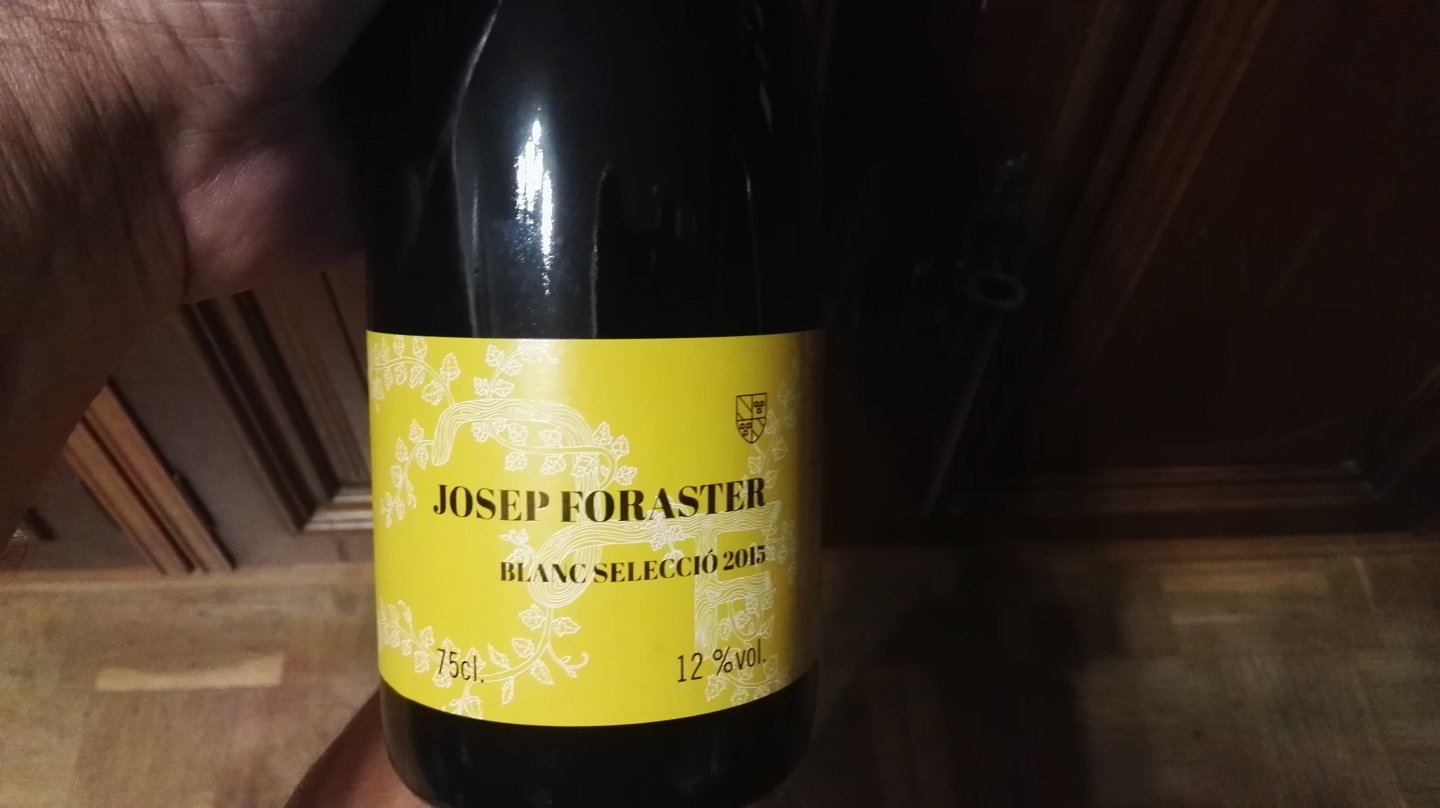 JOSEP FORASTER
BLANC SELECCIÓ 2015
75cl. 12 %vol.